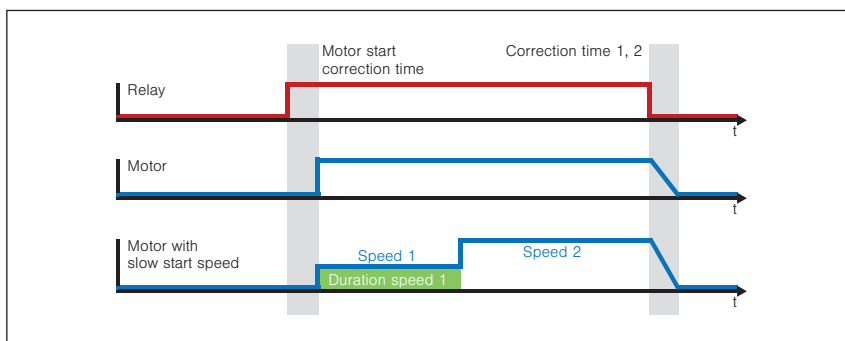 Motor start
correction time
Correction time 1, 2
Relay
t
Motor
t
Motor with
slow start speed
Speed 1
Speed 2
Duration speed 1
t